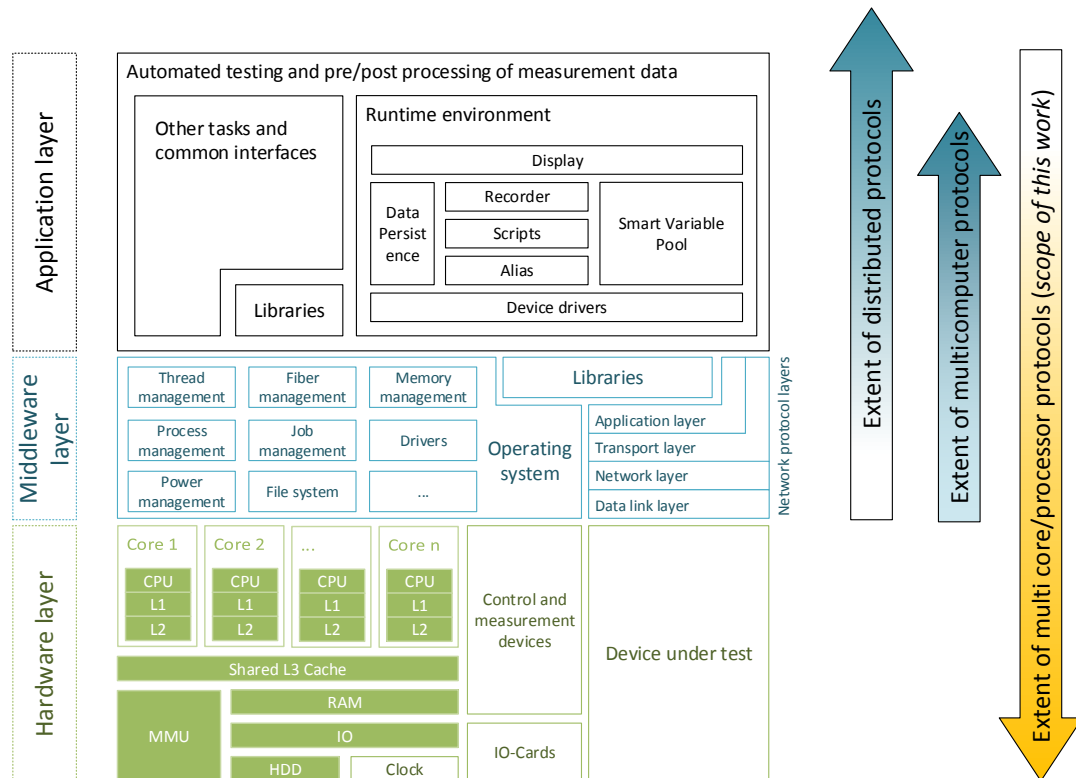 Application layer
Automated testing and pre/post processing of measurement data
Other tasks and
common interfaces
Libraries
Runtime environment
Display
Data
Persist
ence
Recorder
Scripts
Alias
Smart Variable
Pool
Device drivers
Middleware
layer
Thread
management
Fiber
management
Memory
management
Process
management
Job
management
Drivers
Power
management
File system
...
Operating
system
Libraries
Application layer
Transport layer
Network layer
Data link layer
Network protocol layers
Hardware layer
Core 1
CPU
L1
L2
Core 2
CPU
L1
L2
...
CPU
L1
L2
Core n
CPU
L1
L2
Shared L3 Cache
MMU
RAM
IO
HDD
Clock
Control and
measurement
devices
IO-Cards
Device under test
Extent of distributed protocols
Extent of multicomputer protocols
Extent of multi core/processor protocols (scope of this work)